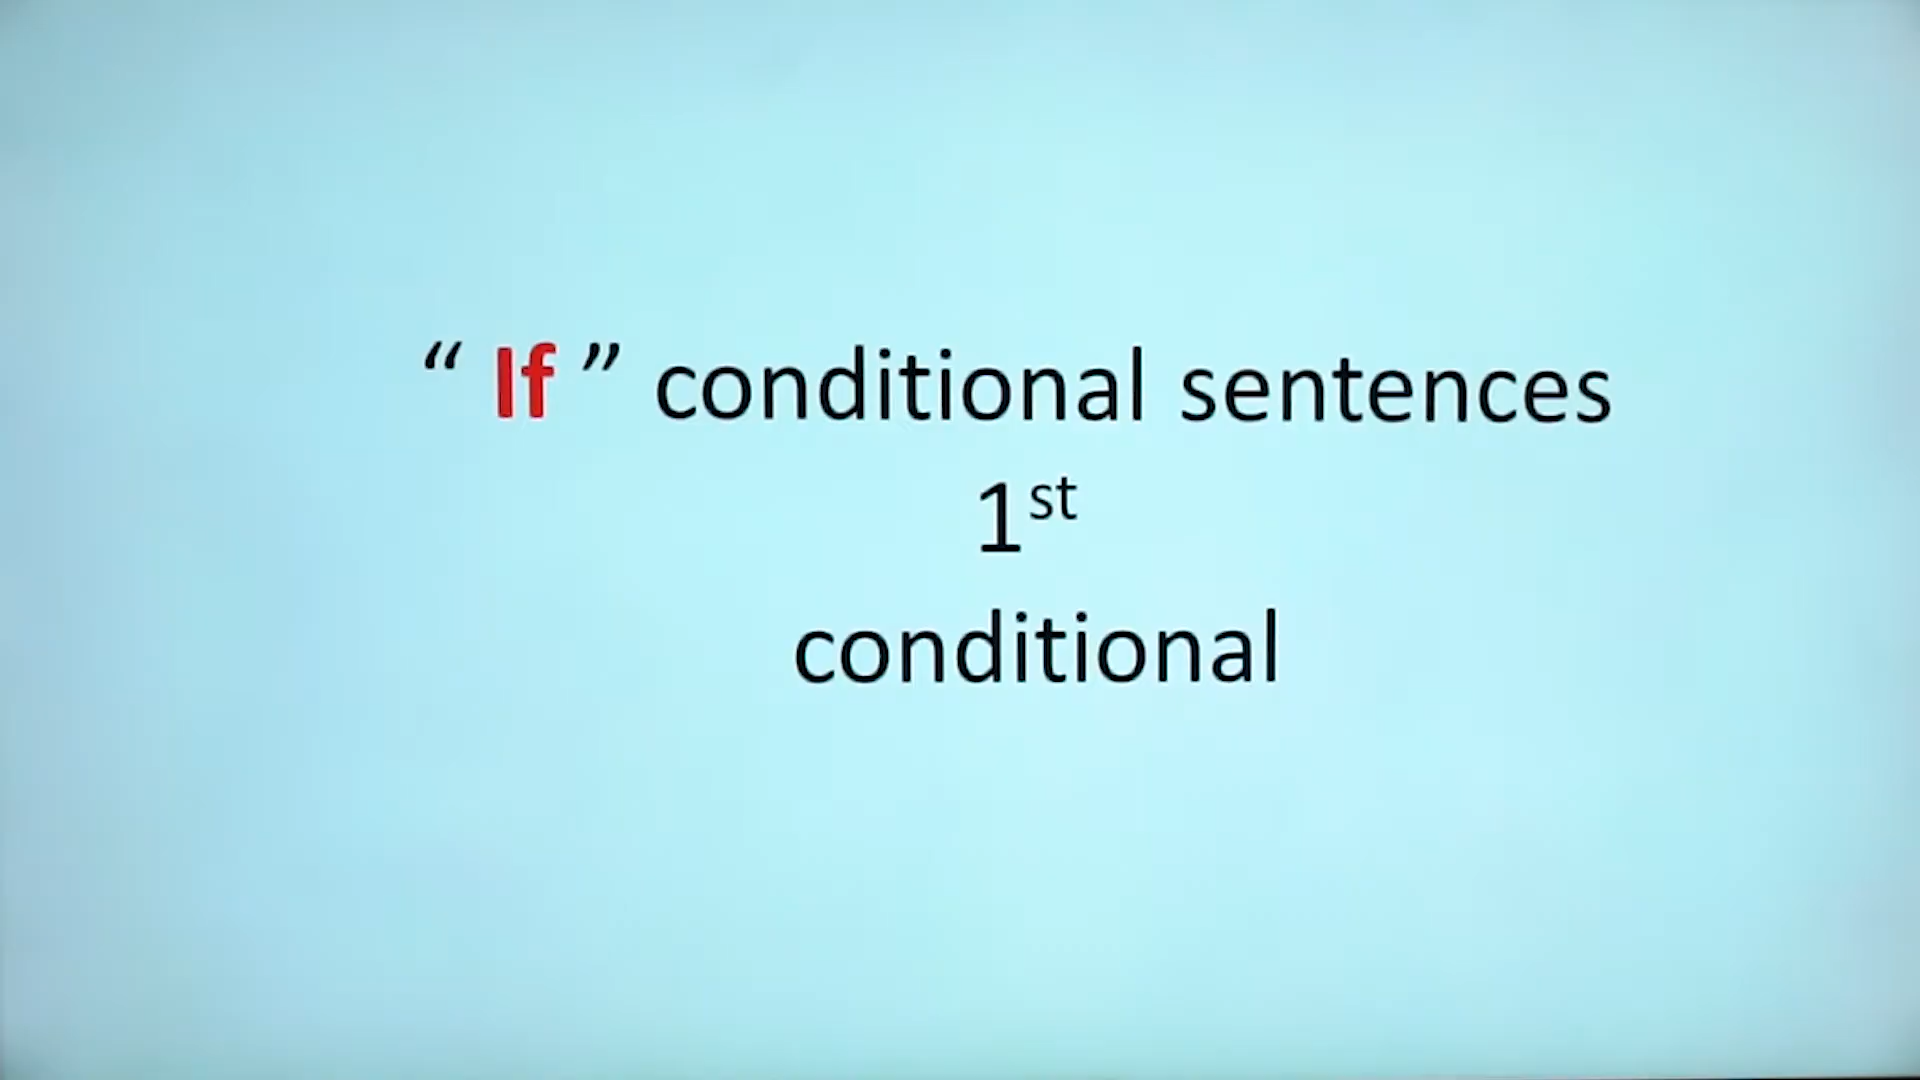 “ If ” conditional sentences
1st
conditional